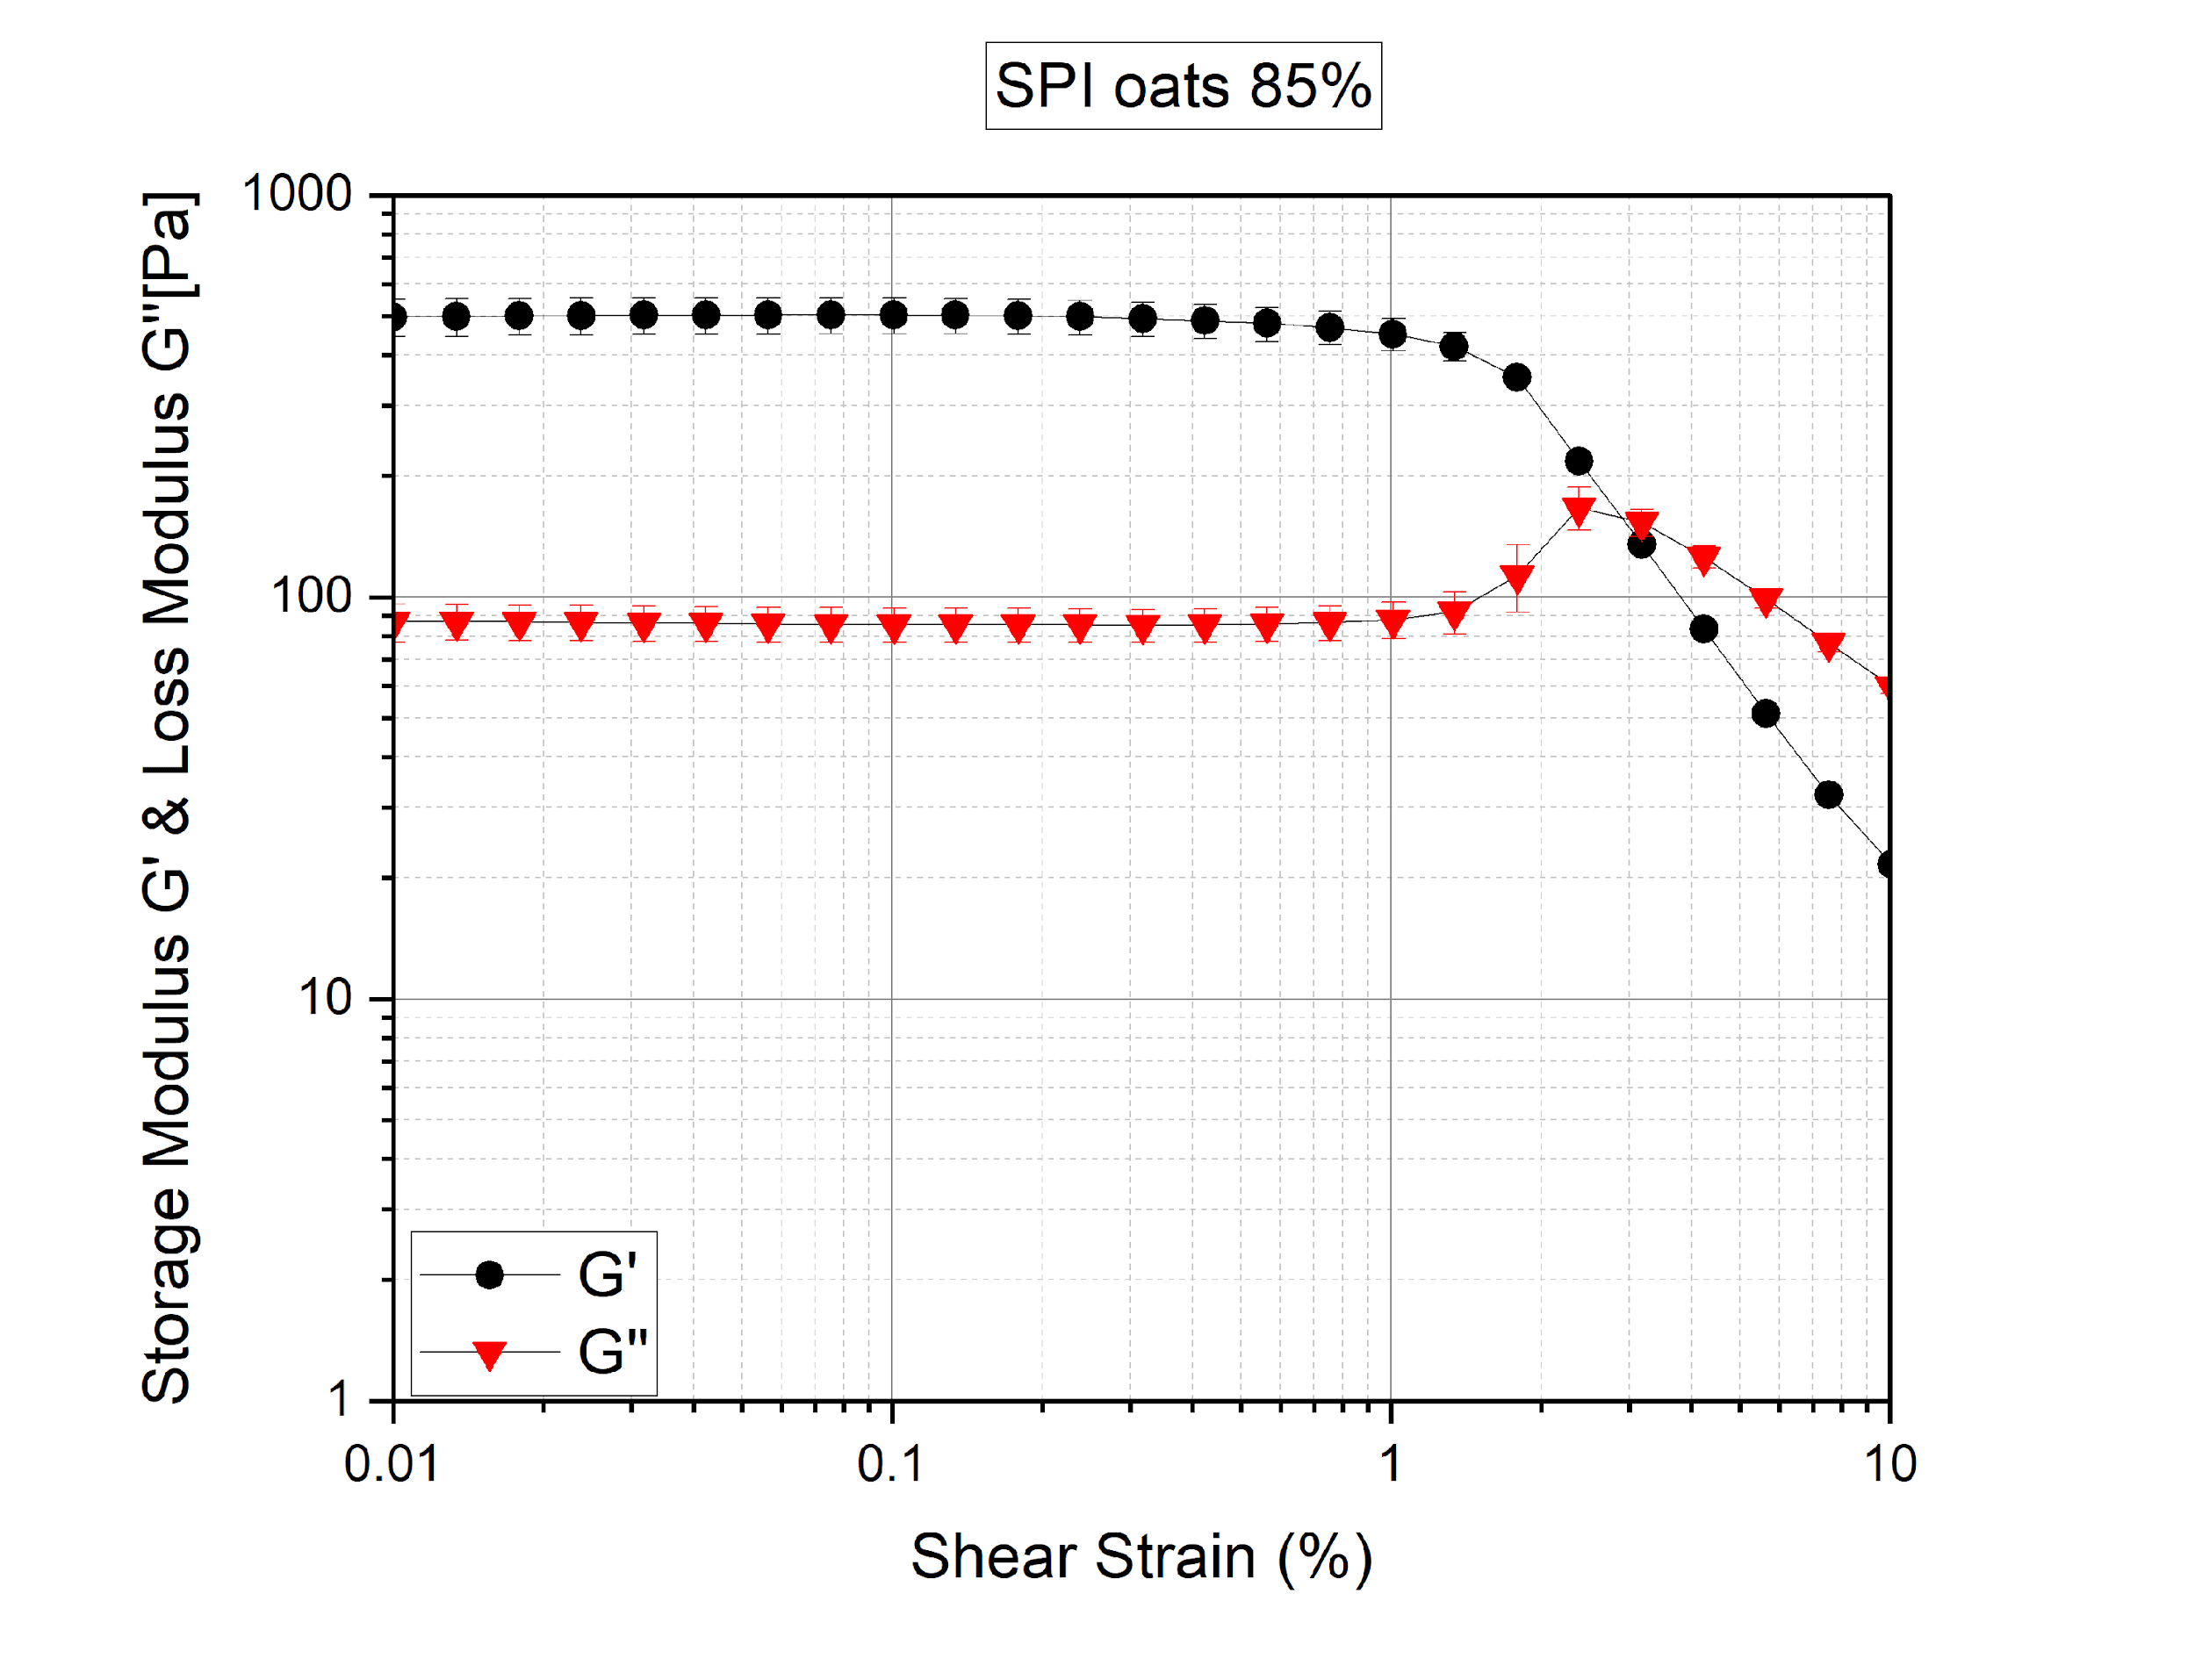 SPI oats 85%
Storage Modulus G' & Loss Modulus G"[Pa]
1000
100
10
1
G'
G"
0.01
0.1
1
10
Shear Strain (%)